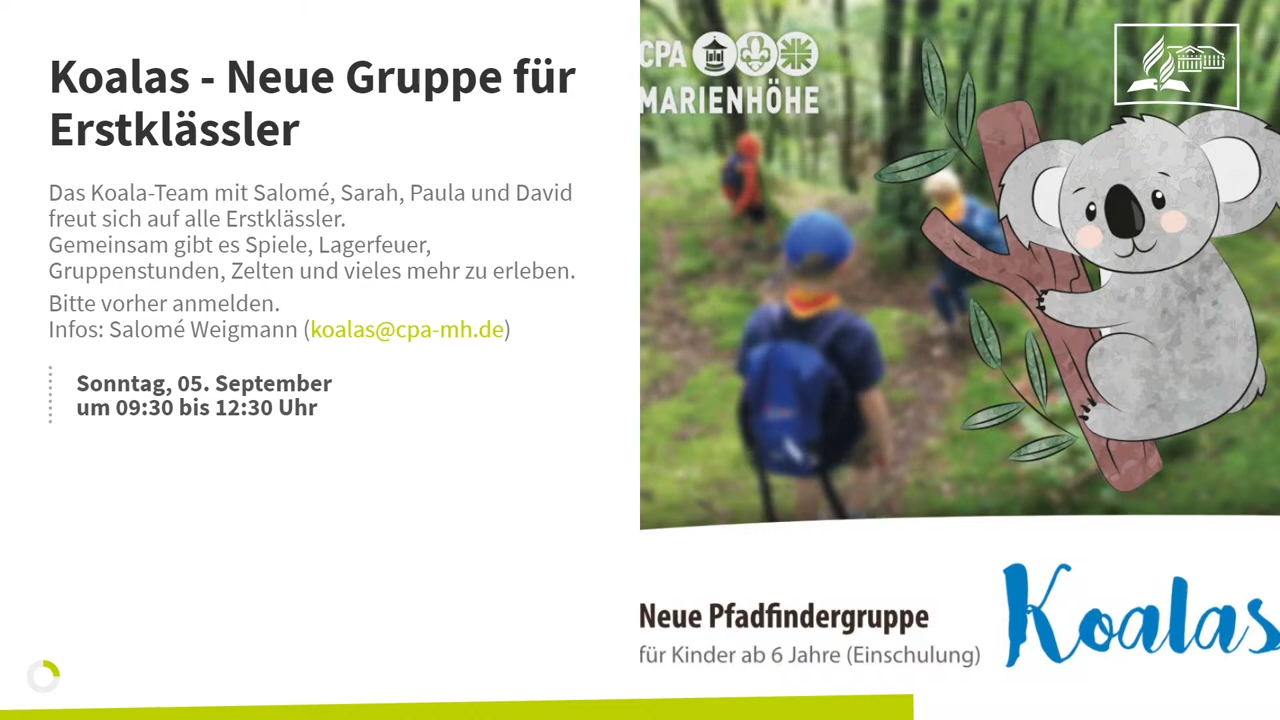 Koalas - Neue Gruppe für
Erstklässler
Das Koala-Team mit Salomé, Sarah, Paula und David
freut sich auf alle Erstklässler.
Gemeinsam gibt es Spiele, Lagerfeuer,
Gruppenstunden, Zelten und vieles mehr zu erleben.
Bitte vorher anmelden.
Infos: Salomé Weigmann (koalas@cpa-mh.de)
Sonntag, 05. September
um 09:30 bis 12:30 Uhr
CPA
MARIENHÖHE
Neue Pfadfindergruppe
für Kinder ab 6 Jahre (Einschulung)
Koalas